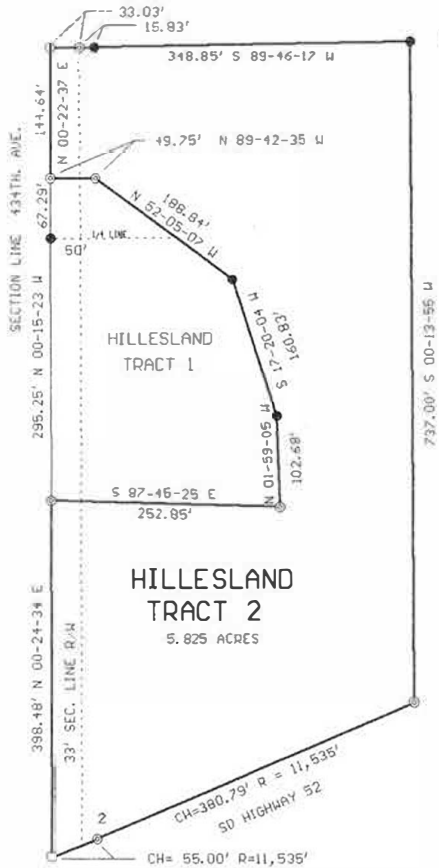 33.03'
15.83'
348.85' S 89-46-17 W
144.64'
N 00-22-37 E
49.75' N 89-42-35 W
SECTION LINE 434TH. AVE.
67.29'
188.84'
N 52-05-07 W
1/4 LINE
50'
HILLESLAND
TRACT 1
295.25' N 00-15-23 W
160.83'
S 17-20-04 W
737.00' S 00-13-55 W
N 01-59-05 W
102.68'
S 87-45-25 E
252.85'
HILLESLAND
TRACT 2
5.825 ACRES
398.48' N 00-24-34 E
33' SEC. LINE R/W
CH=380.79' R = 11,535'
SD HIGHWAY 52
2
CH= 55.00' R=11,535'